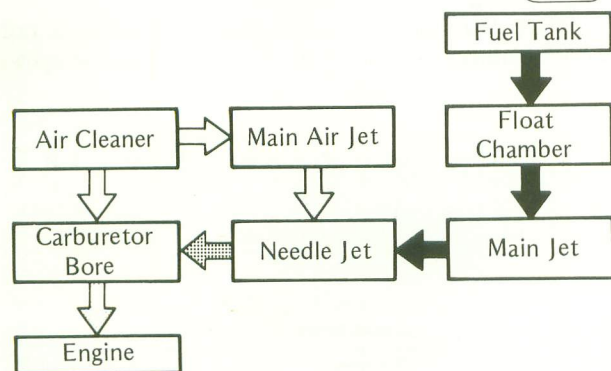 Fuel Tank
Air Cleaner
Main Air Jet
Float
Chamber
Carburetor
Bore
Needle Jet
Main Jet
Engine